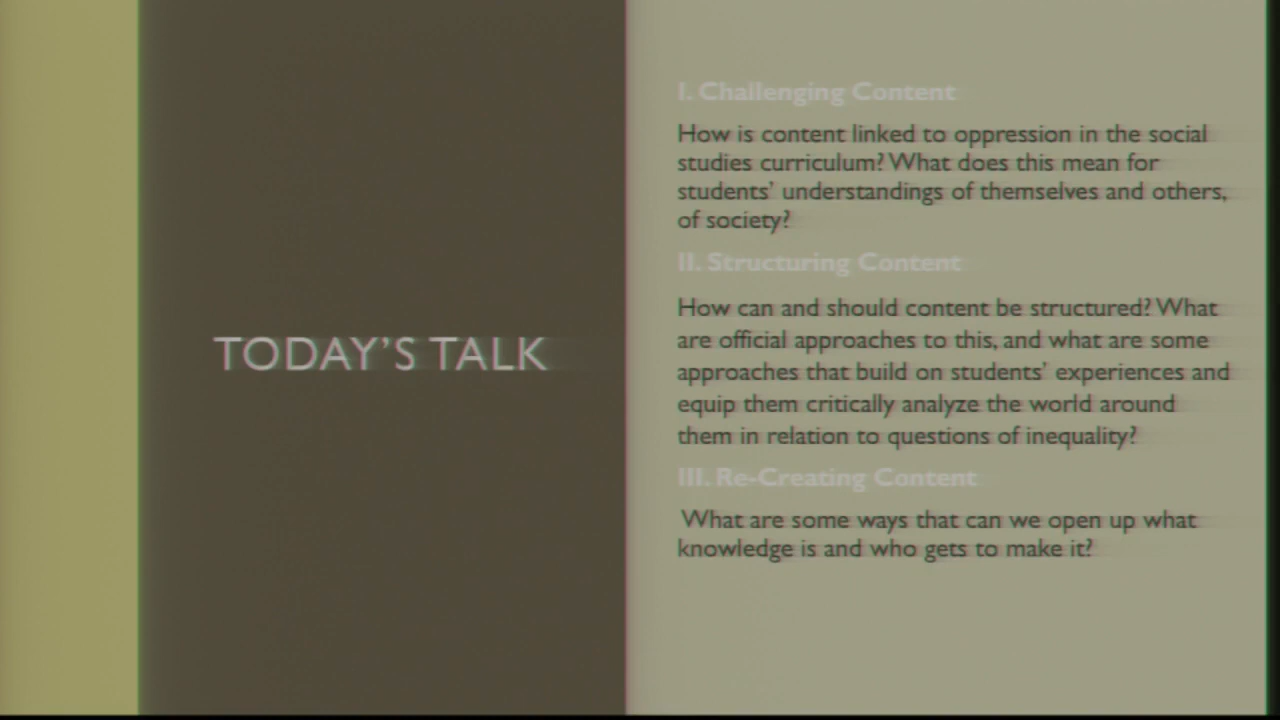 TODAY'S TALK
I. Challenging Content
How is content linked to oppression in the social
studies curriculum? What does this mean for
students' understandings of themselves and others,
of society?
II. Structuring Content
How can and should content be structured? What
are official approaches to this, and what are some
approaches that build on students' experiences and
equip them critically analyze the world around
them in relation to questions of inequality?
III. Re-Creating Content
What are some ways that can we open up what
knowledge is and who gets to make it?